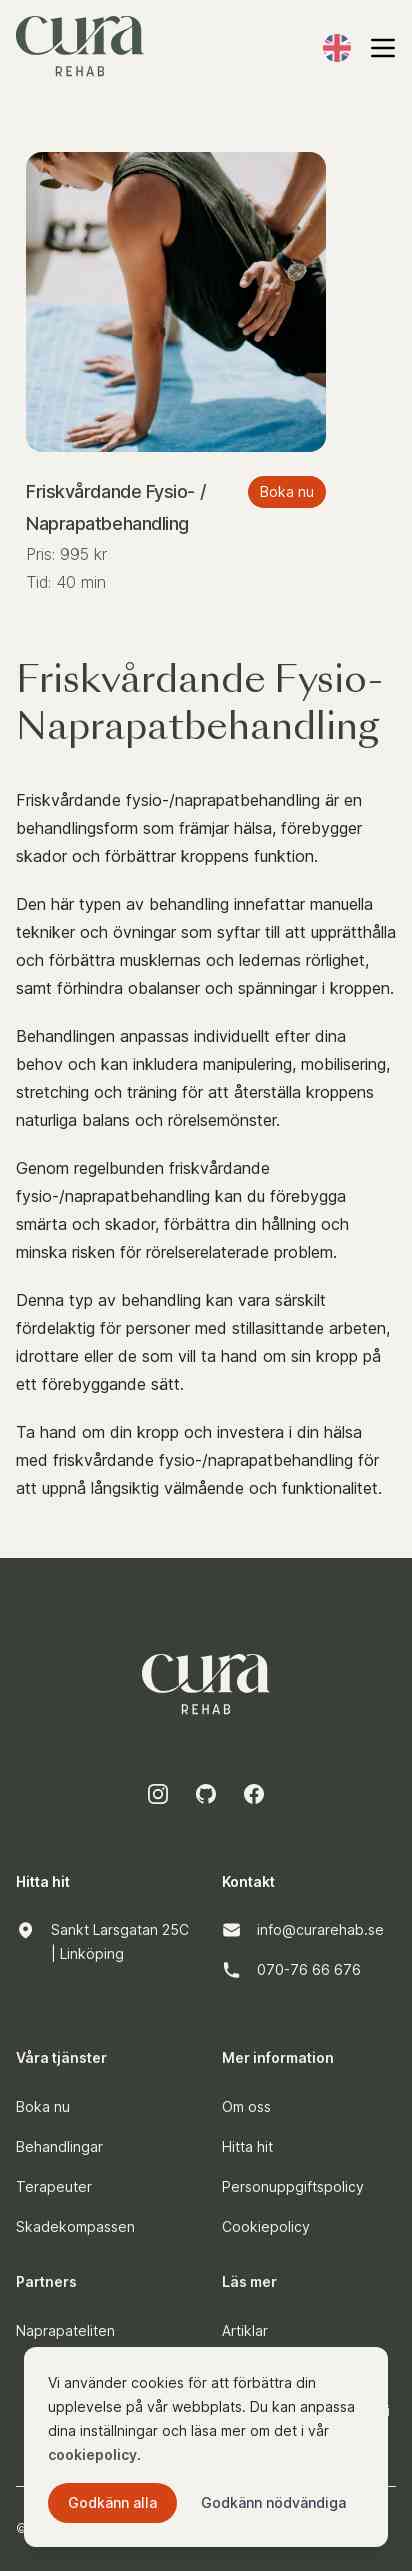 cura
REHAB
Friskvårdande Fysio- /
Naprapatbehandling
Boka nu
Pris: 995 kr
Tid: 40 min
Friskvårdande Fysio-
Naprapatbehandling
Friskvårdande fysio-/naprapatbehandling är en
behandlingsform som främjar hälsa, förebygger
skador och förbättrar kroppens funktion.
Den här typen av behandling innefattar manuella
tekniker och övningar som syftar till att upprätthålla
och förbättra musklernas och ledernas rörlighet,
samt förhindra obalanser och spänningar i kroppen.
Behandlingen anpassas individuellt efter dina
behov och kan inkludera manipulering, mobilisering,
stretching och träning för att återställa kroppens
naturliga balans och rörelsemönster.
Genom regelbunden friskvårdande
fysio-/naprapatbehandling kan du förebygga
smärta och skador, förbättra din hållning och
minska risken för rörelserelaterade problem.
Denna typ av behandling kan vara särskilt
fördelaktig för personer med stillasittande arbeten,
idrottare eller de som vill ta hand om sin kropp på
ett förebyggande sätt.
Ta hand om din kropp och investera i din hälsa
med friskvårdande fysio-/naprapatbehandling för
att uppnå långsiktig välmående och funktionalitet.
cura
REHAB
Hitta hit
Sankt Larsgatan 25C
| Linköping
Kontakt
info@curarehab.se
070-76 66 676
Våra tjänster
Boka nu
Behandlingar
Terapeuter
Skadekompassen
Mer information
Om oss
Hitta hit
Personuppgiftspolicy
Cookiepolicy
Partners
Naprapateliten
Läs mer
Artiklar
Vi använder cookies för att förbättra din
upplevelse på vår webbplats. Du kan anpassa
dina inställningar och läsa mer om det i vår
cookiepolicy.
Godkänn alla
Godkänn nödvändiga
©